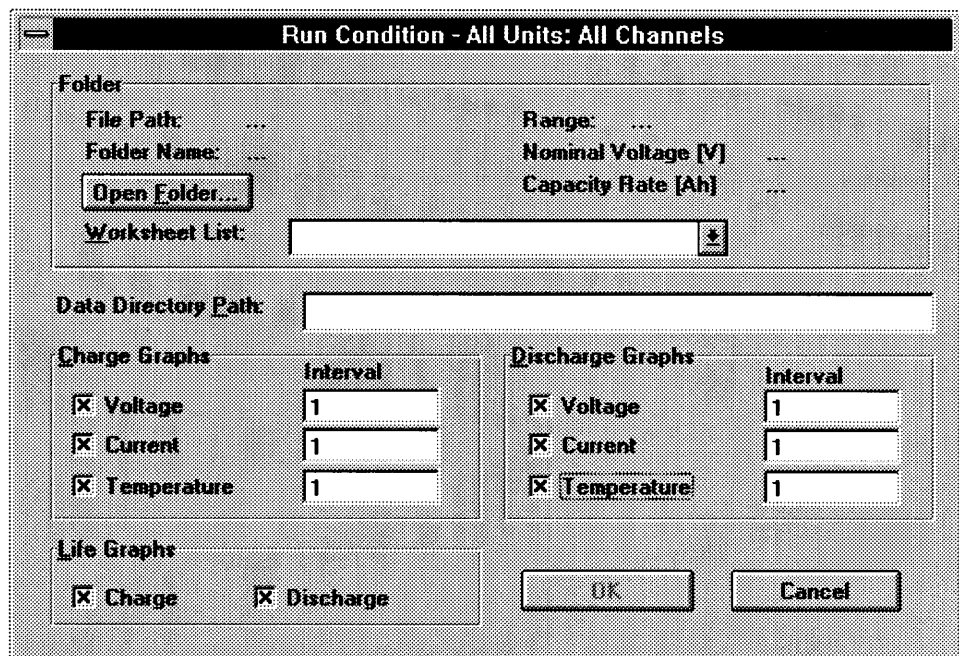 Run Condition - All Units: All Channels
Folder
File Path: ...
Range: ...
Folder Name: ...
Nominal Voltage [V] ...
Open Folder...
Capacity Rate [Ah] ...
Worksheet List:
Data Directory Path:
Charge Graphs
Interval
Voltage 1
Current 1
Temperature 1
Discharge Graphs
Interval
Voltage 1
Current 1
Temperature 1
Life Graphs
Charge Discharge
OK Cancel